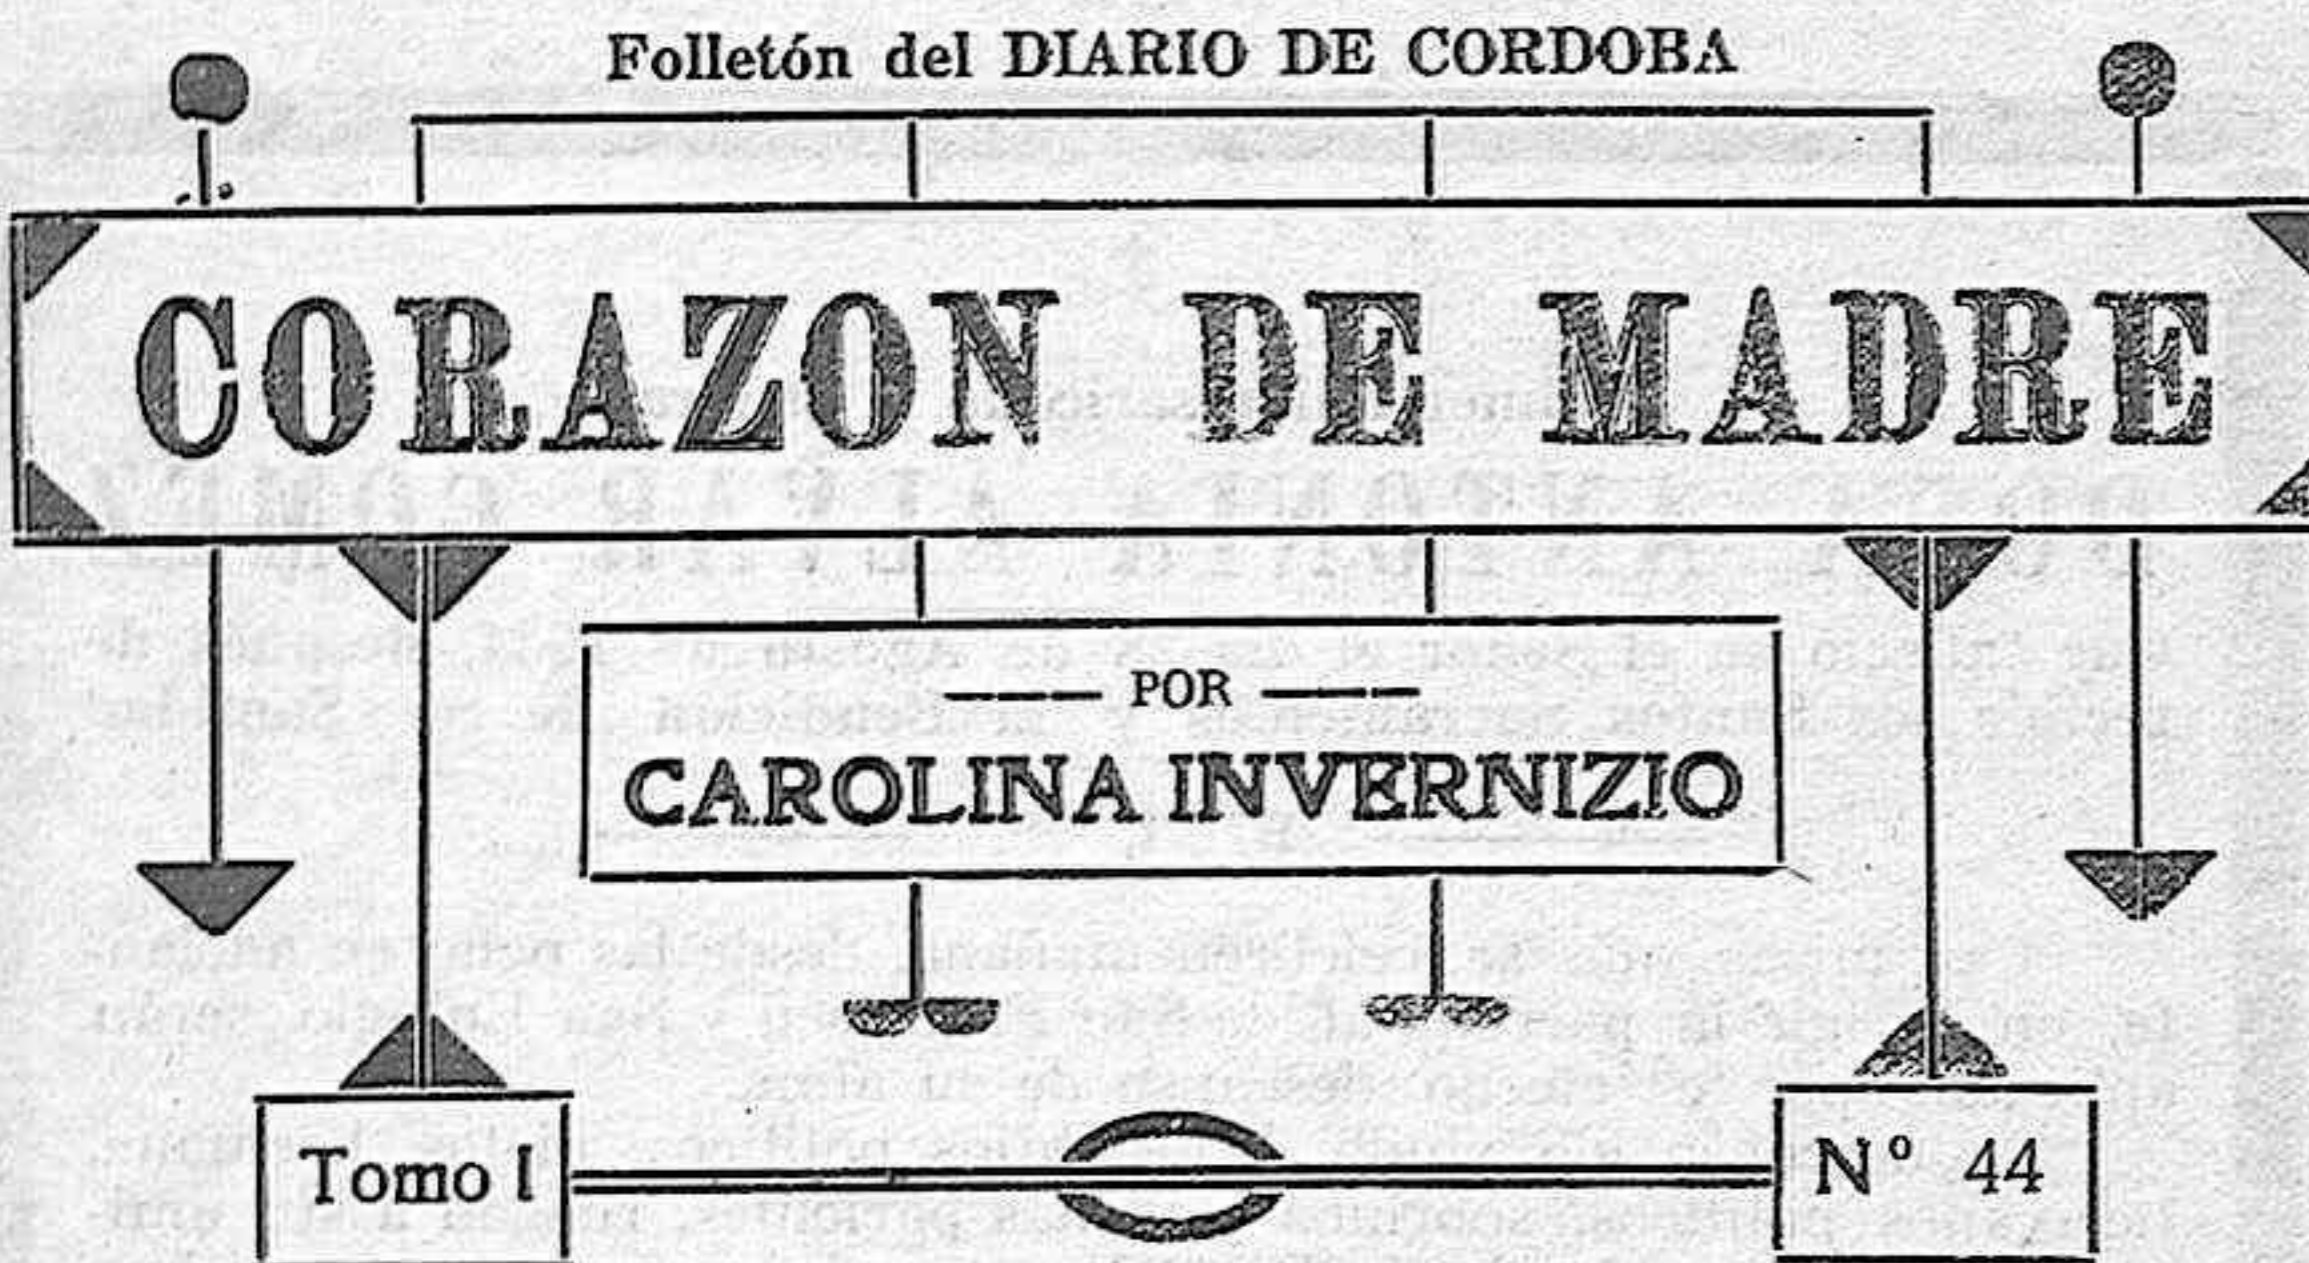 Folletón del DIARIO DE CORDOBA
CORAZON DE MADRE
POR
CAROLINA INVERNIZIO
Tomo I
N° 44